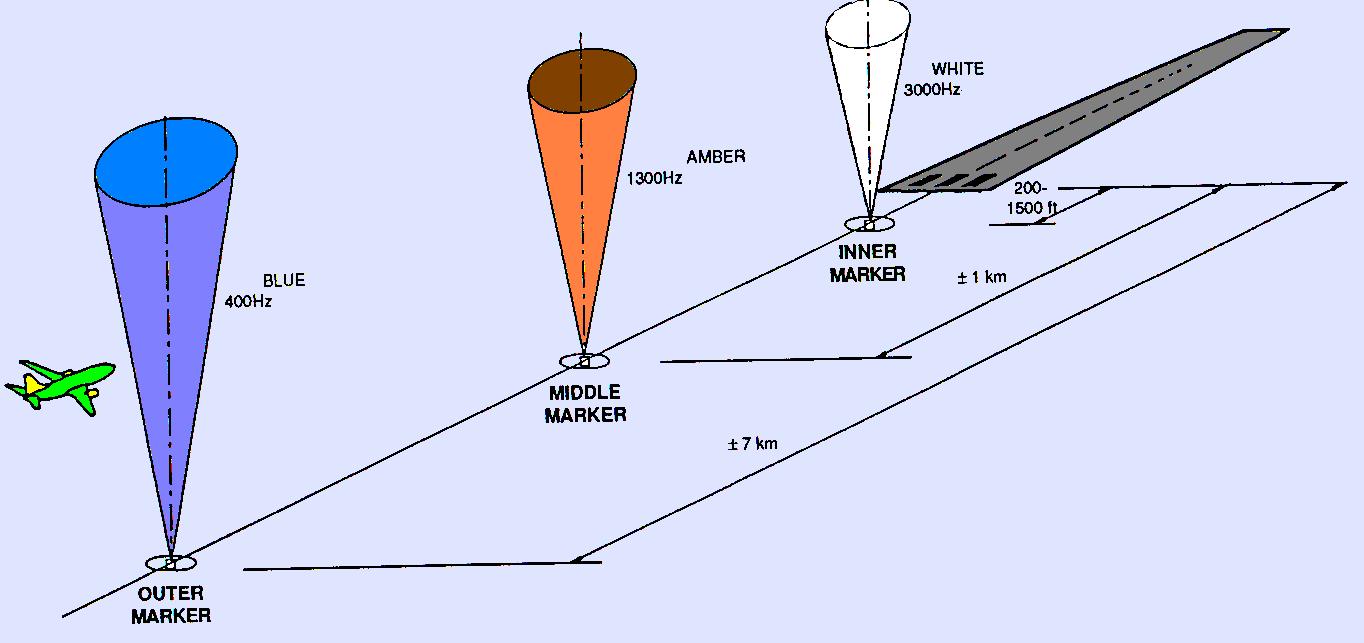 WHITE
3000Hz
AMBER
1300Hz
200-
1500 ft
INNER
MARKER
± 1 km
BLUE
400Hz
MIDDLE
MARKER
± 7 km
OUTER
MARKER